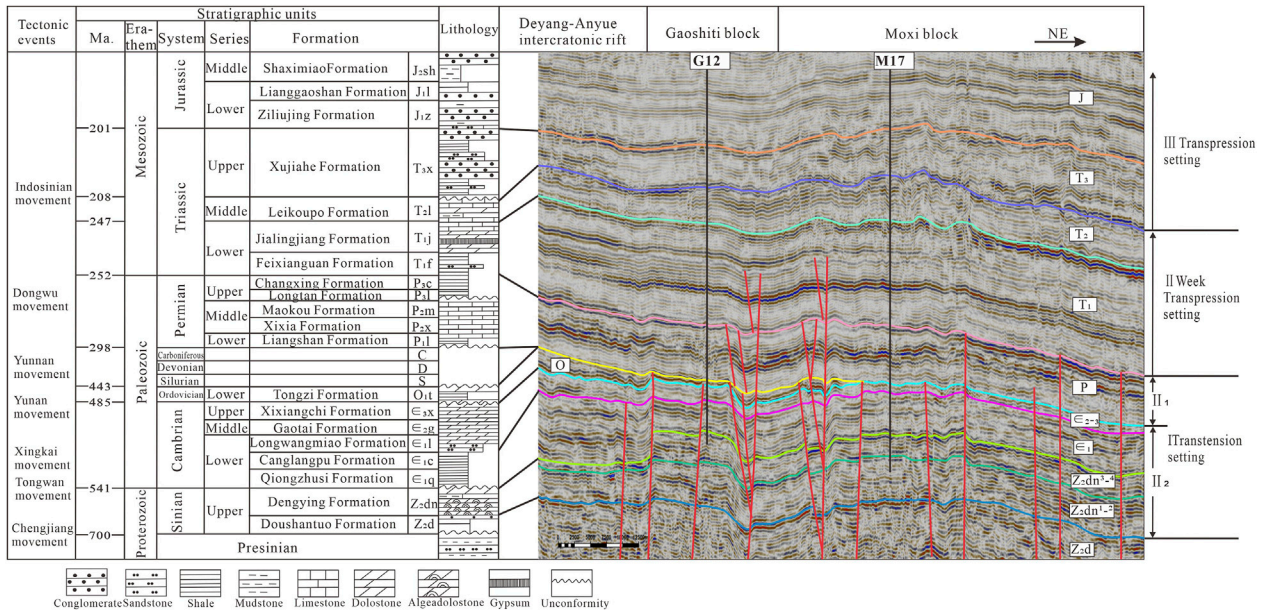 Tectonic events
Stratigraphic units
Ma.
Era-them
System
Series
Formation
Lithology
Deyang-Anyue intercratonic rift
Gaoshiti block
Moxi block
NE
Indosinian movement
Dongwu movement
Yunnan movement
Yunan movement
Xingkai movement
Tongwan movement
Chengjiang movement
201
208
247
252
298
443
485
541
700
Mesozoic
Paleozoic
Proterozoic
Jurassic
Triassic
Permian
Carboniferous
Devonian
Silurian
Ordovician
Cambrian
Sinian
Middle ShaximiaoFormation J₂sh
Lower Lianggaoshan Formation J₁l
Ziliujing Formation J₁z
Upper Xujiahe Formation T₃x
Middle Leikoupo Formation T₂l
Lower Jialingjiang Formation T₁j
Feixianguan Formation T₁f
Upper Changxing Formation P₃c
Longtan Formation P₃l
Middle Maokou Formation P₂m
Xixia Formation P₂x
Lower Liangshan Formation P₁l
C
D
S
Lower Tongzi Formation O₁t
Upper Xixiangchi Formation ∈₃x
Middle Gaotai Formation ∈₂g
Lower Longwangmiao Formation ∈₁l
Canglangpu Formation ∈₁c
Qiongzhusi Formation ∈₁q
Upper Dengying Formation Z₂dn
Doushantuo Formation Z₂d
Presinian
G12
M17
J
T₃
T₂
T₁
P
O
∈₂₋₃
∈₁
Z₂dn³⁻⁴
Z₂dn¹⁻²
Z₂d
III Transpression setting
II Week Transpression setting
II₁
ITranstension setting
II₂
Conglomerate Sandstone Shale Mudstone Limestone Dolostone Algeadolostone Gypsum Unconformity